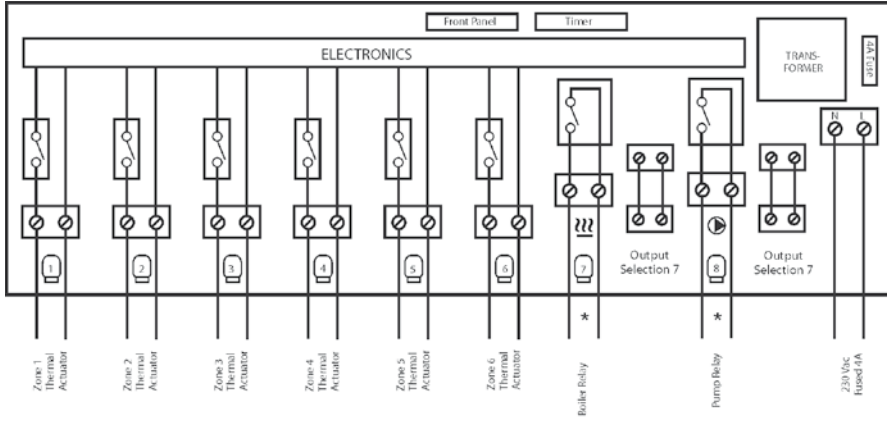 Front Panel
Timer
ELECTRONICS
TRANS-
FORMER
4A Fuse
N L
1
2
3
4
5
6
7
8
Output
Selection 7
Output
Selection 7
*
*
Zone 1
Thermal
Actuator
Zone 2
Thermal
Actuator
Zone 3
Thermal
Actuator
Zone 4
Thermal
Actuator
Zone 5
Thermal
Actuator
Zone 6
Thermal
Actuator
Boiler Relay
Pump Relay
230 Vac
Fused 4A